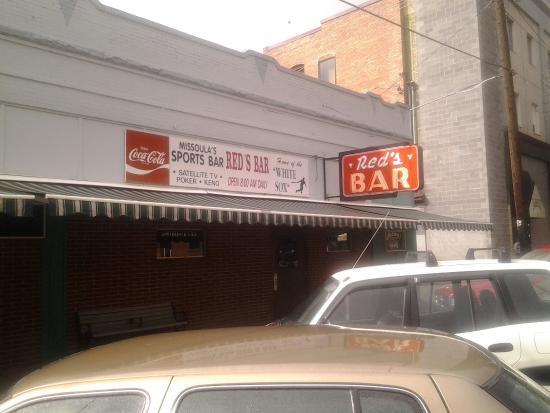 Coca-Cola
MISSOULA'S
SPORTS BAR
• SATELLITE TV •
POKER • KENO
RED'S BAR
OPEN 8:00 AM DAILY
Home of the
"WHITE
SOX"
Red's
BAR